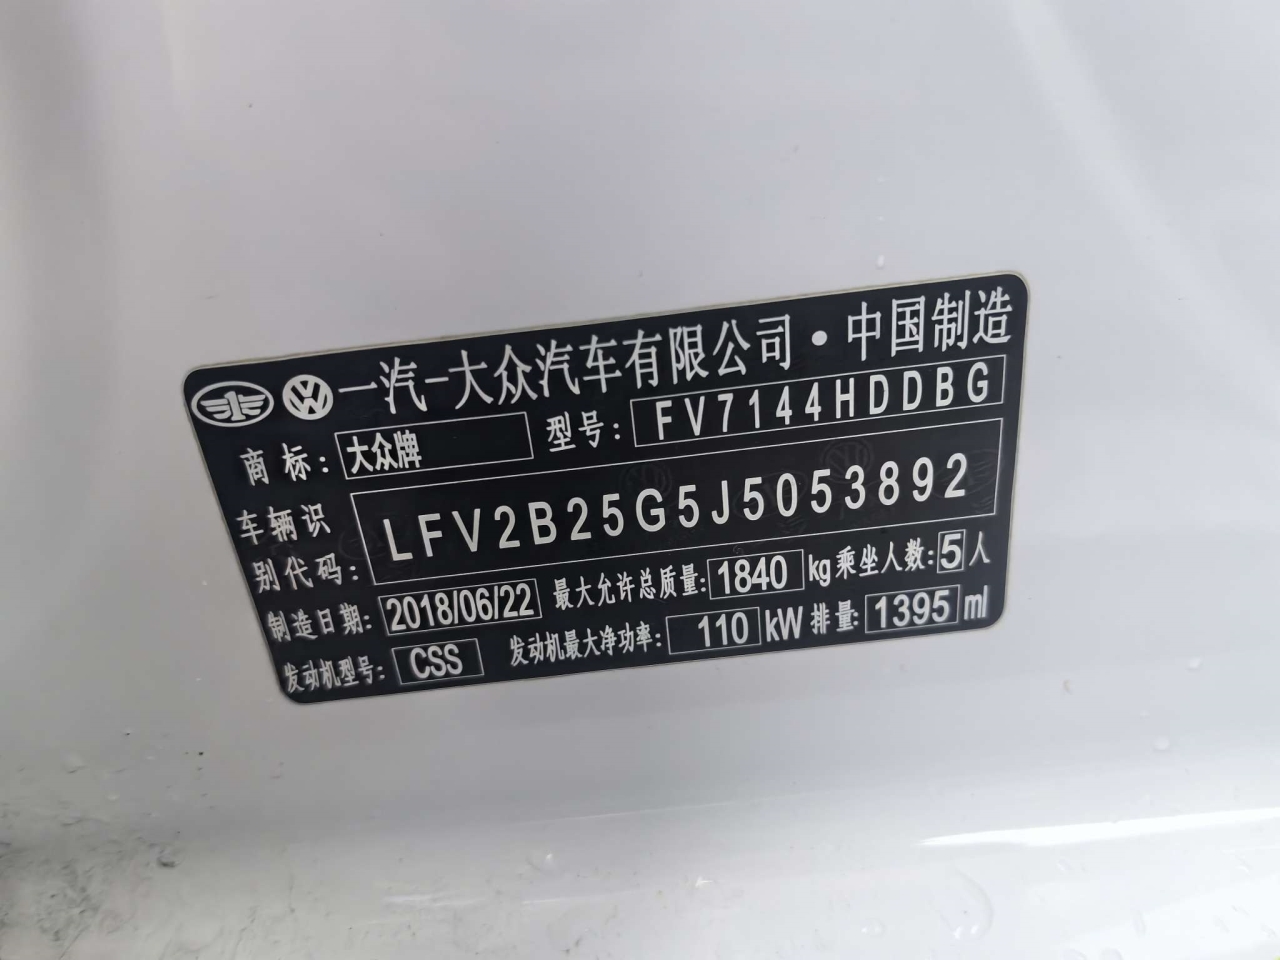 一汽-大众汽车有限公司·中国制造
商标: 大众牌 型号: FV7144HDDBG
车辆识别代码: LFV2B25G5J5053892
制造日期: 2018/06/22 最大允许总质量: 1840 kg 乘坐人数: 5 人
发动机型号: CSS 发动机最大净功率: 110 kW 排量: 1395 ml